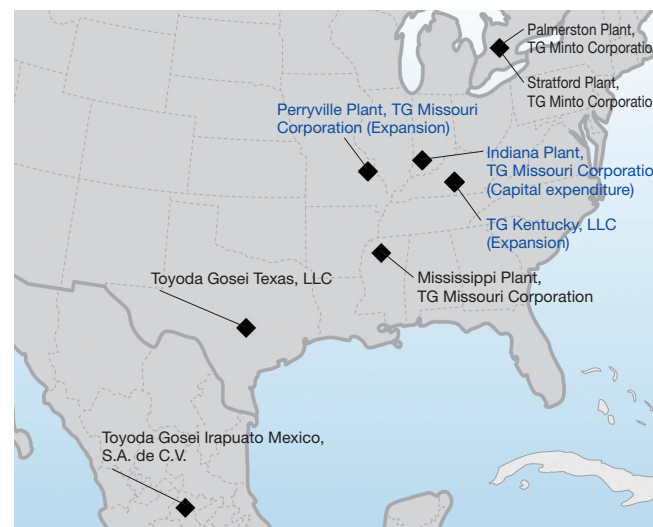 Palmerston Plant,
TG Minto Corporatio
Stratford Plant,
TG Minto Corporatio
Perryville Plant, TG Missouri
Corporation (Expansion)
Indiana Plant,
TG Missouri Corporatio
(Capital expenditure)
TG Kentucky, LLC
(Expansion)
Toyoda Gosei Texas, LLC
Mississippi Plant,
TG Missouri Corporation
Toyoda Gosei Irapuato Mexico,
S.A. de C.V.